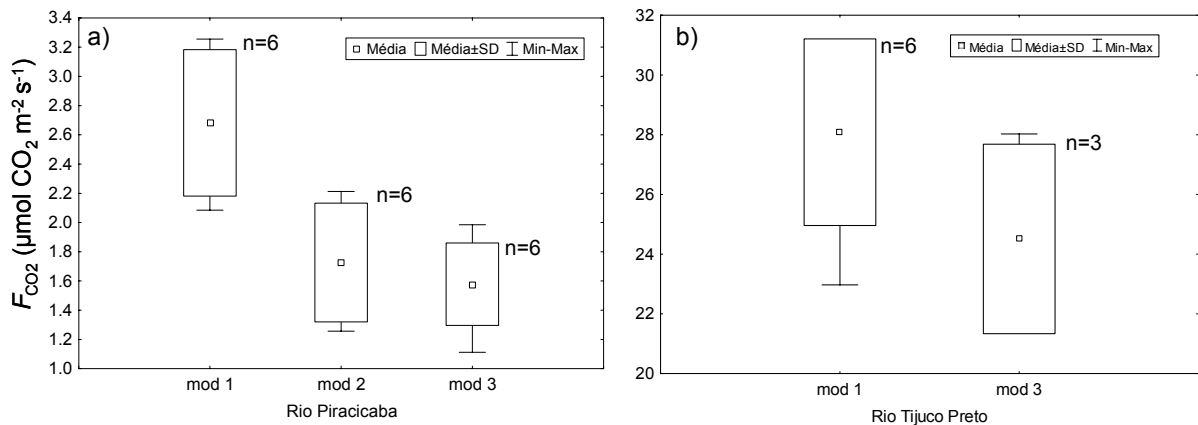 a)
n=6
Média Média±SD Min-Max
3.4
3.2
3.0
2.8
2.6
2.4
2.2
2.0
1.8
1.6
1.4
1.2
1.0
F_CO2 (μmol CO2 m-2 s-1)
n=6
n=6
mod 1 mod 2 mod 3
Rio Piracicaba
b)
n=6
Média Média±SD Min-Max
32
30
28
26
24
22
20
n=3
mod 1 mod 3
Rio Tijuco Preto